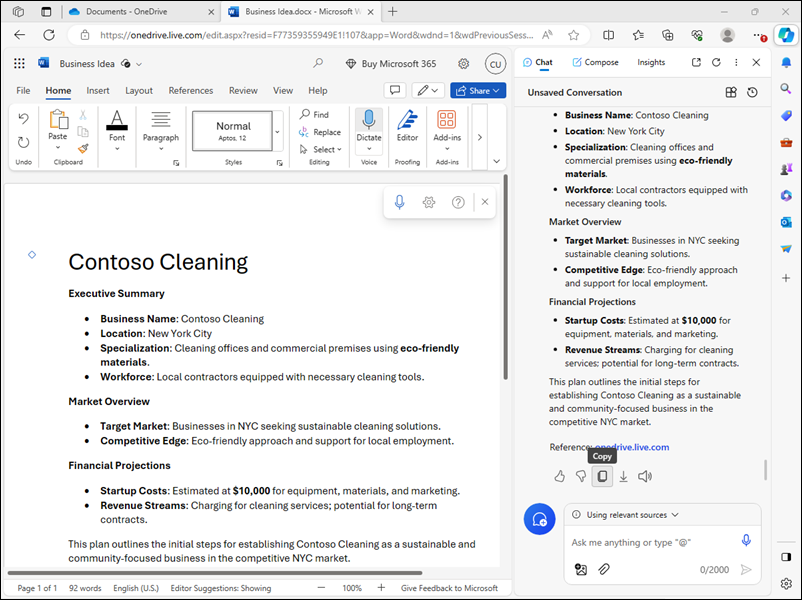 Documents - OneDrive
Business Idea.docx - Microsoft W
https://onedrive.live.com/edit.aspx?resid=F77359355949E1!107&app=Word&wdnd=1&wdPreviousSess...
Business Idea
Buy Microsoft 365
CU
File Home Insert Layout References Review View Help
Share
Paste
Font
Paragraph
Normal
Aptos, 12
Find
Replace
Select
Dictate
Editor
Add-ins
Undo
Clipboard
Styles
Editing
Voice
Proofing
Add-ins
Contoso Cleaning
Executive Summary
• Business Name: Contoso Cleaning
• Location: New York City
• Specialization: Cleaning offices and commercial premises using eco-friendly
materials.
• Workforce: Local contractors equipped with necessary cleaning tools.
Market Overview
• Target Market: Businesses in NYC seeking sustainable cleaning solutions.
• Competitive Edge: Eco-friendly approach and support for local employment.
Financial Projections
• Startup Costs: Estimated at $10,000 for equipment, materials, and marketing.
• Revenue Streams: Charging for cleaning services; potential for long-term
contracts.
This plan outlines the initial steps for establishing Contoso Cleaning as a sustainable and
community-focused business in the competitive NYC market.
Page 1 of 1 92 words English (U.S.) Editor Suggestions: Showing 100% Give Feedback to Microsoft
Chat Compose Insights
Unsaved Conversation
• Business Name: Contoso Cleaning
• Location: New York City
• Specialization: Cleaning offices and
commercial premises using eco-friendly
materials.
• Workforce: Local contractors equipped with
necessary cleaning tools.
Market Overview
• Target Market: Businesses in NYC seeking
sustainable cleaning solutions.
• Competitive Edge: Eco-friendly approach
and support for local employment.
Financial Projections
• Startup Costs: Estimated at $10,000 for
equipment, materials, and marketing.
• Revenue Streams: Charging for cleaning
services; potential for long-term contracts.
This plan outlines the initial steps for
establishing Contoso Cleaning as a sustainable
and community-focused business in the
competitive NYC market.
Reference: onedrive.live.com
Copy
Using relevant sources
Ask me anything or type "@"
0/2000